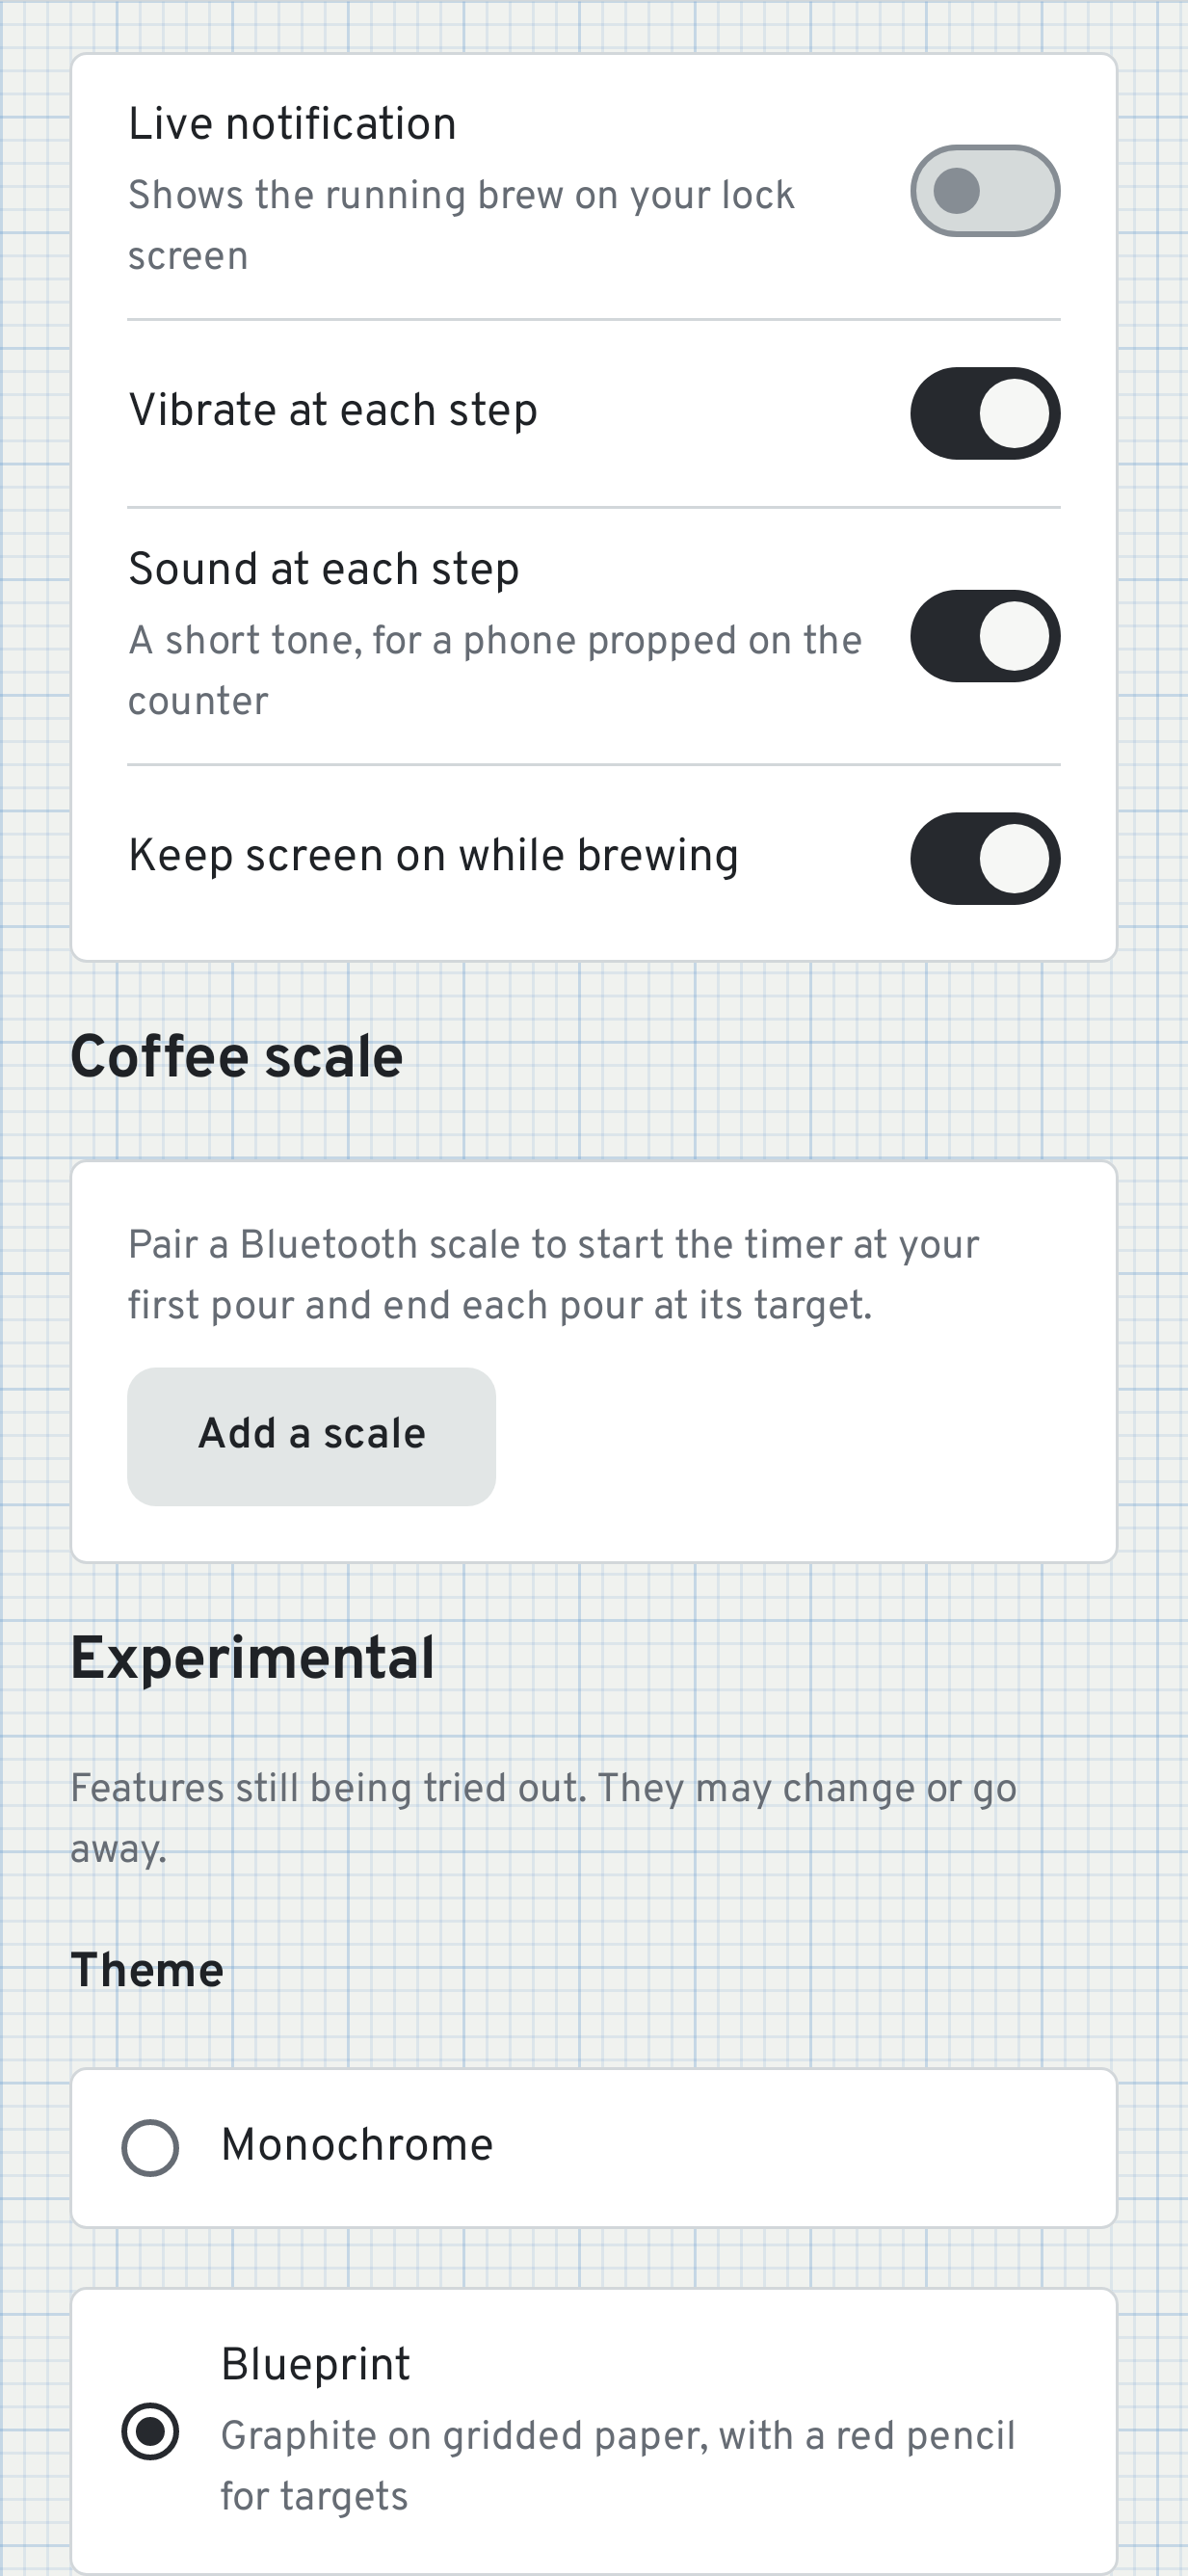 Live notification
Shows the running brew on your lock
screen
Vibrate at each step
Sound at each step
A short tone, for a phone propped on the
counter
Keep screen on while brewing
Coffee scale
Pair a Bluetooth scale to start the timer at your
first pour and end each pour at its target.
Add a scale
Experimental
Features still being tried out. They may change or go
away.
Theme
Monochrome
Blueprint
Graphite on gridded paper, with a red pencil
for targets